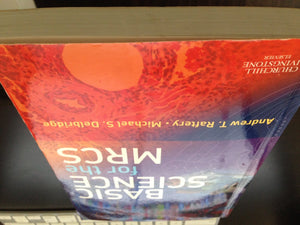 BASIC
SCIENCE
for the
MRCS
Andrew T. Raftery • Michael S. Delbridge
CHURCHILL
LIVINGSTONE
ELSEVIER